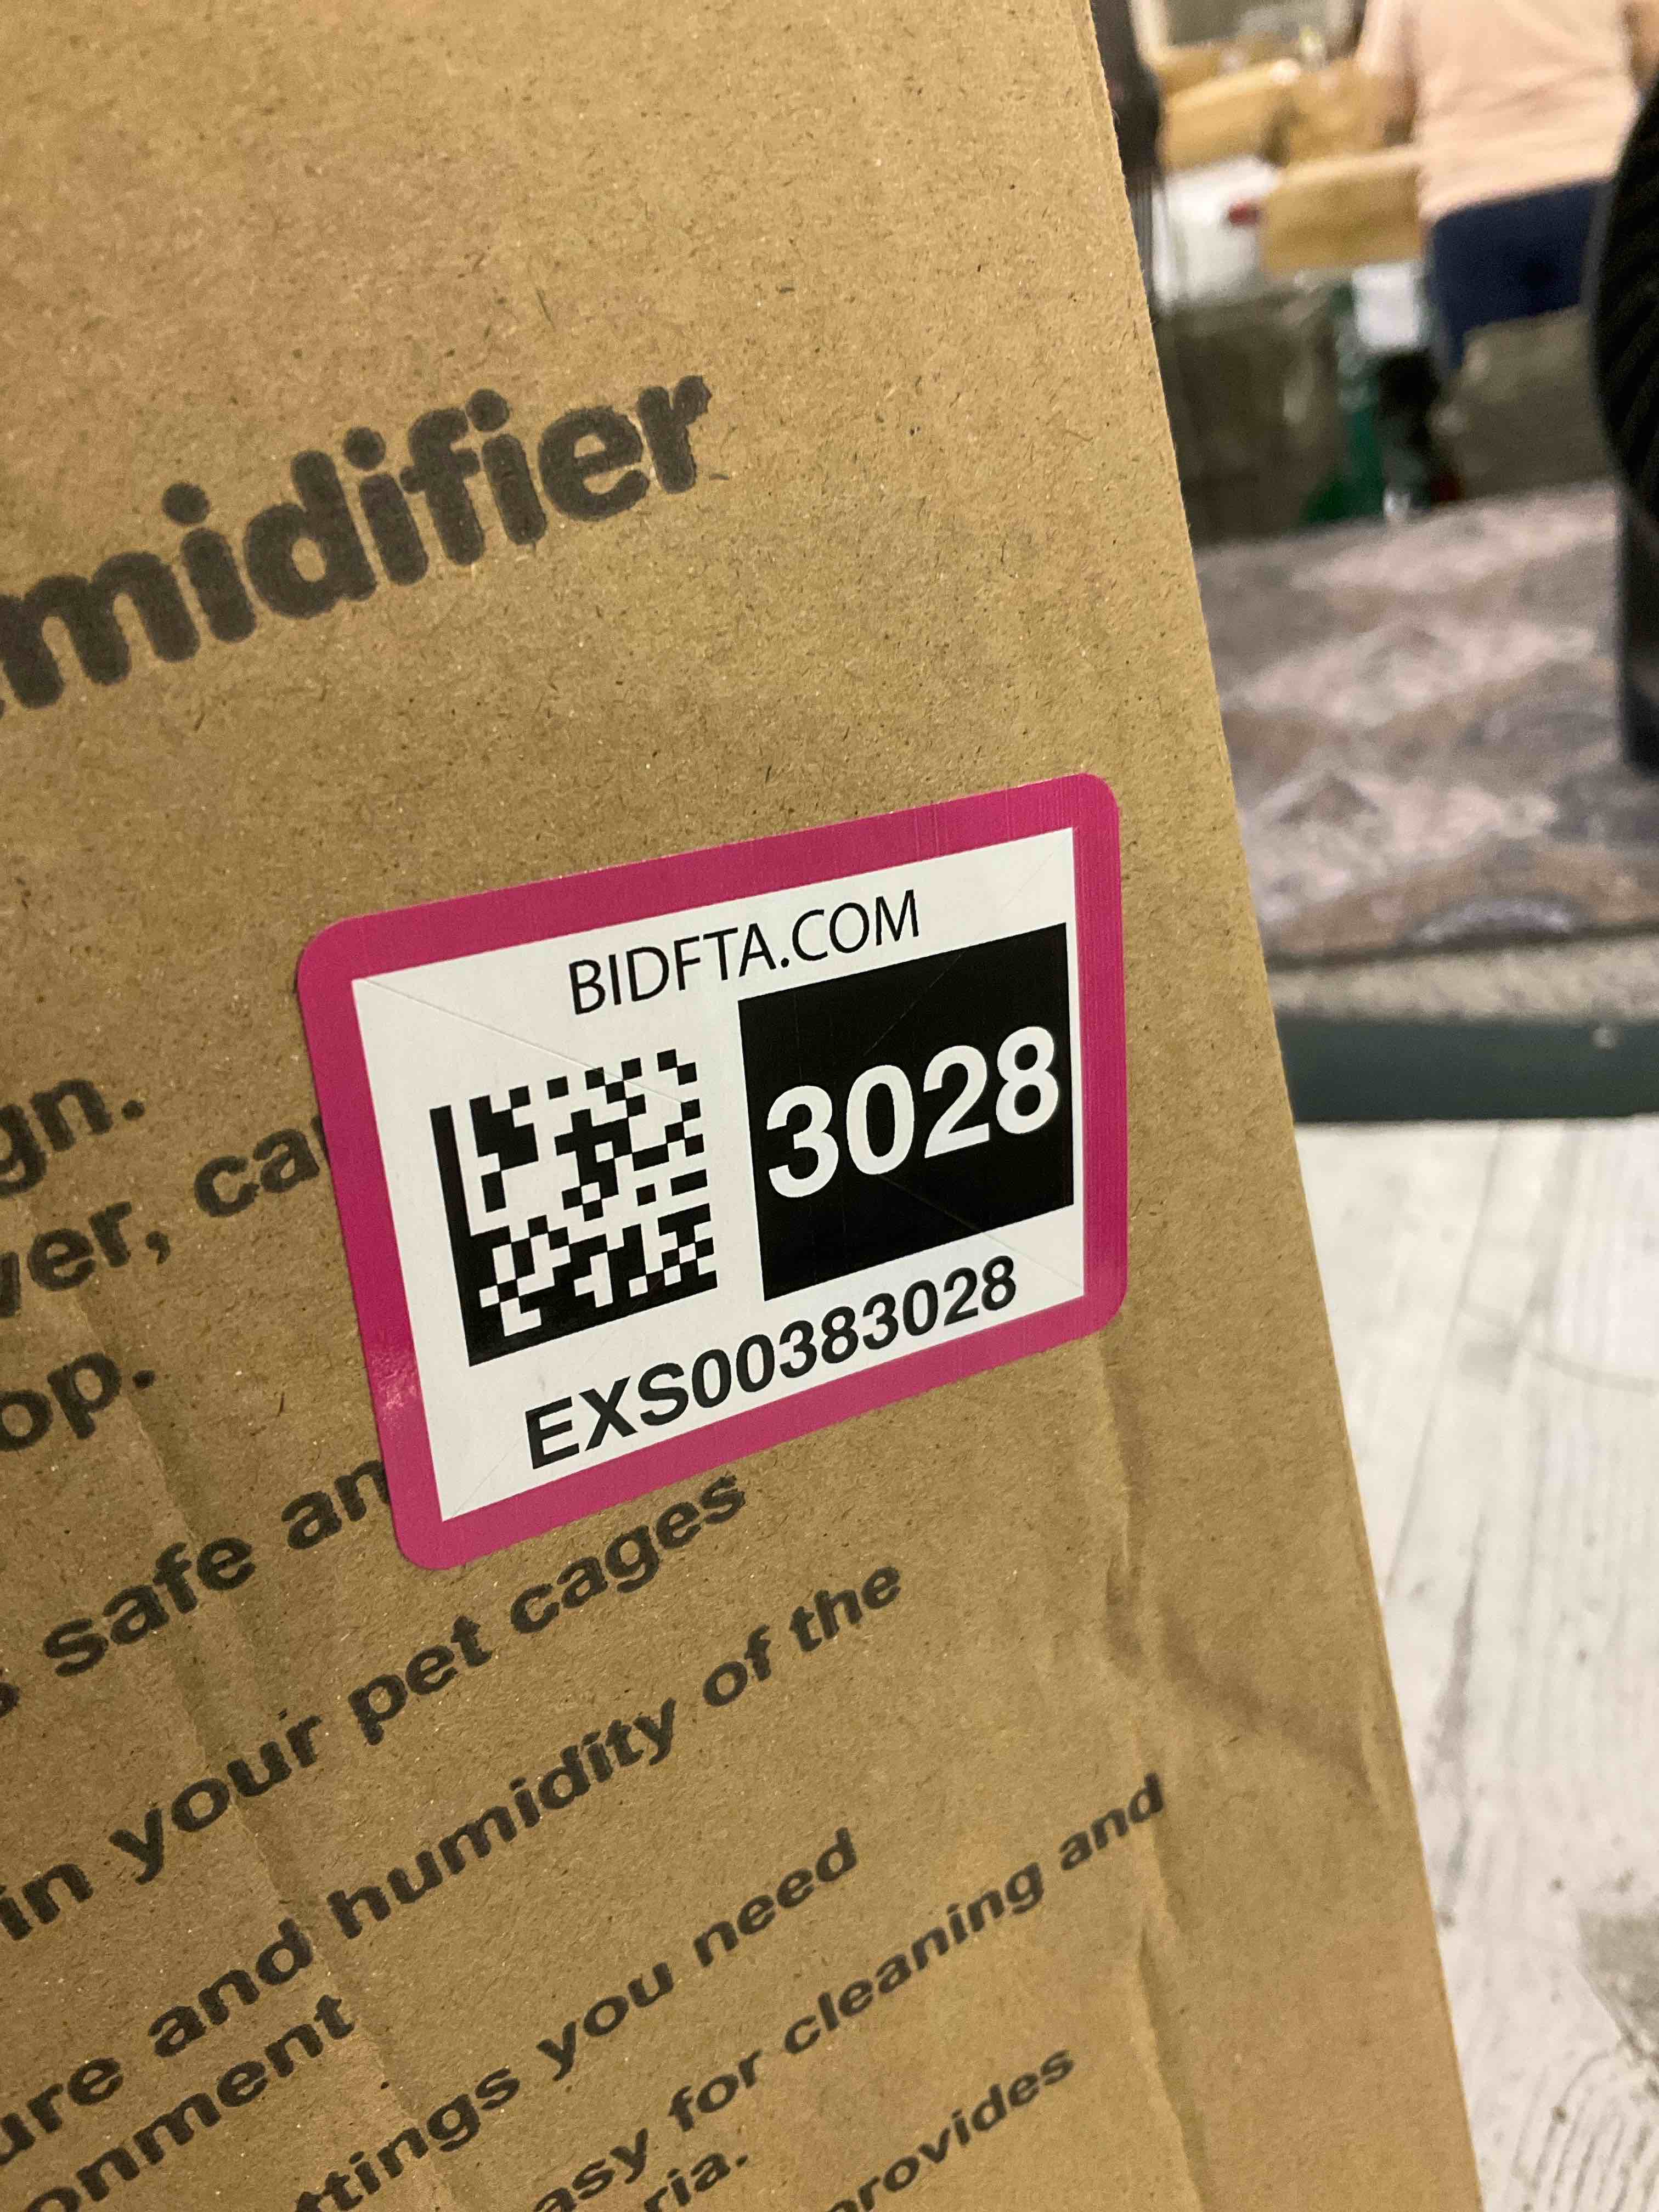 midifier
BIDFTA.COM
3028
EXS00383028
gn.
ver, ca
op.
safe an
in your pet cages
ure and humidity of the
onment
ttings you need
asy for cleaning and
ria.
provides